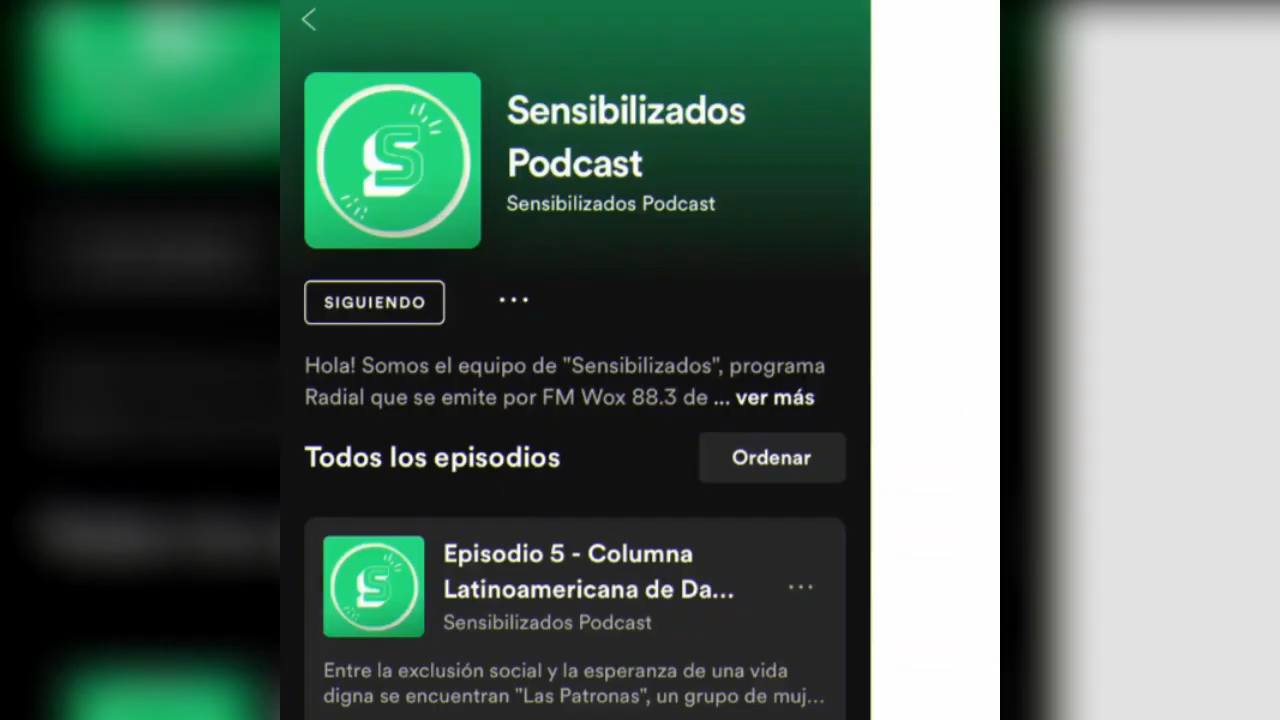 Sensibilizados
Podcast
Sensibilizados Podcast
SIGUIENDO
Hola! Somos el equipo de "Sensibilizados", programa
Radial que se emite por FM Wox 88.3 de ... ver más
Todos los episodios
Ordenar
S
Episodio 5 - Columna
Latinoamericana de Da...
Sensibilizados Podcast
Entre la exclusión social y la esperanza de una vida
digna se encuentran "Las Patronas", un grupo de muj...